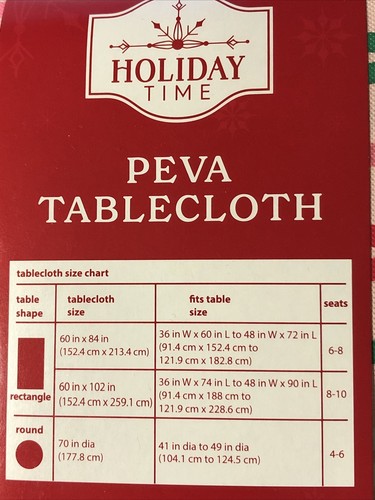 HOLIDAY
TIME
PEVA
TABLECLOTH
tablecloth size chart
table shape	tablecloth size	fits table size	seats
rectangle	60 in x 84 in (152.4 cm x 213.4 cm)	36 in W x 60 in L to 48 in W x 72 in L (91.4 cm x 152.4 cm to 121.9 cm x 182.8 cm)	6-8
60 in x 102 in (152.4 cm x 259.1 cm)	36 in W x 74 in L to 48 in W x 90 in L (91.4 cm x 188 cm to 121.9 cm x 228.6 cm)	8-10
round	70 in dia (177.8 cm)	41 in dia to 49 in dia (104.1 cm to 124.5 cm)	4-6